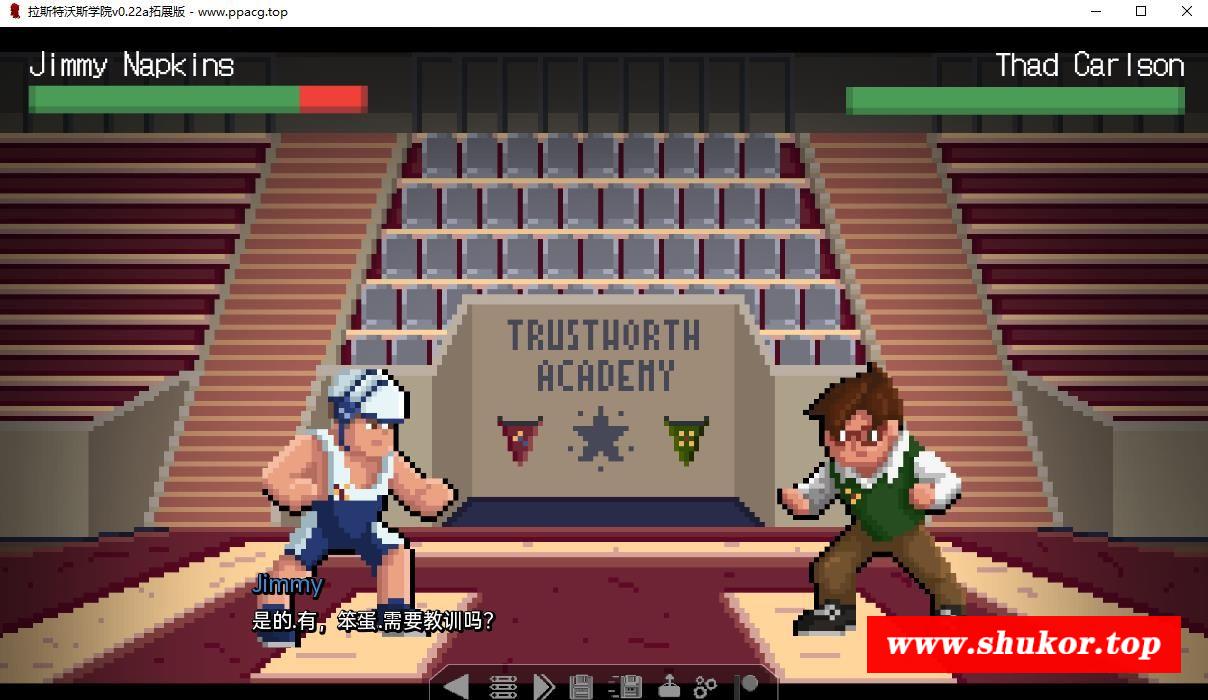 拉斯特沃斯学院v0.22a拓展版 - www.ppacg.top
Jimmy Napkins
Thad Carlson
TRUSTWORTH
ACADEMY
Jimmy
是的.有，笨蛋.需要教训吗?
www.shukor.top